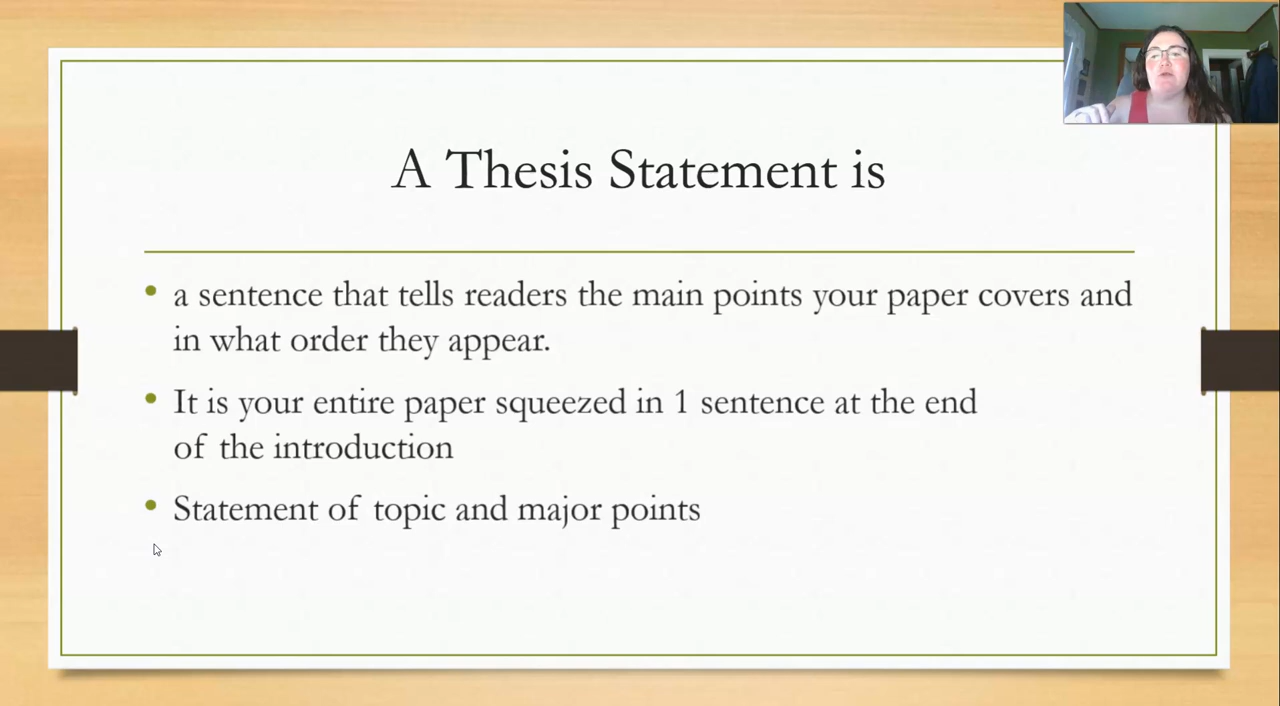 A Thesis Statement is
• a sentence that tells readers the main points your paper covers and
in what order they appear.
• It is your entire paper squeezed in 1 sentence at the end
of the introduction
• Statement of topic and major points